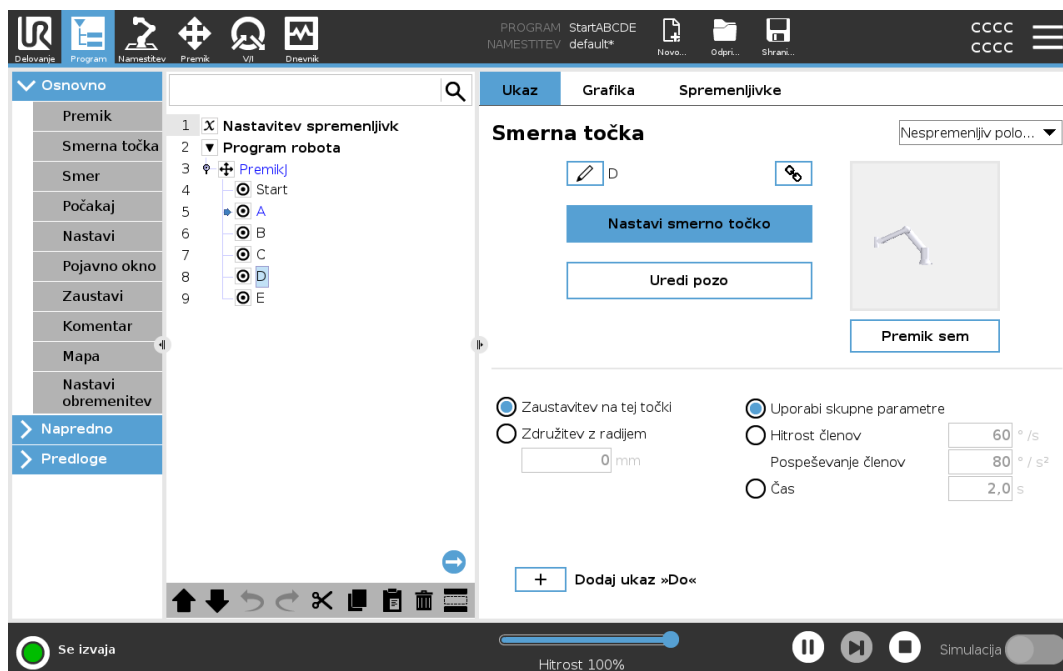 UR
PROGRAM StartABCDE
NAMESTITEV default*
CCCC
CCCC
Delovanje Program Namestitev Premik V/I Dnevnik Novo... Odpri... Shrani...
Osnovno
Premik
Smerna točka
Smer
Počakaj
Nastavi
Pojavno okno
Zaustavi
Komentar
Mapa
Nastavi
obremenitev
Napredno
Predloge
1 X Nastavitev spremenljivk
2 Program robota
3 PremikJ
4 Start
5 A
6 B
7 C
8 D
9 E
Ukaz Grafika Spremenljivke
Smerna točka
Nespremenljiv polo...
D
Nastavi smerno točko
Uredi pozo
Premik sem
Zaustavitev na tej točki
Združitev z radijem
0 mm
Uporabi skupne parametre
Hitrost členov 60 ° /s
Pospeševanje členov 80 ° / s²
Čas 2,0 s
+ Dodaj ukaz »Do«
Se izvaja
Hitrost 100%
Simulacija